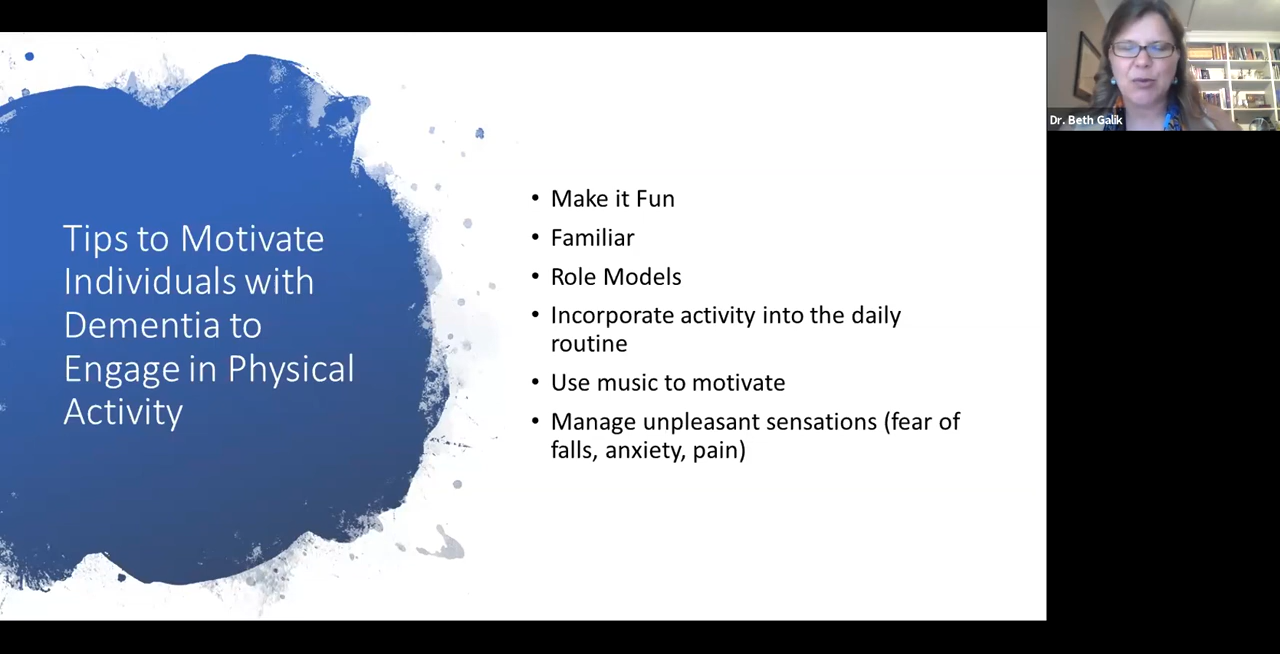 Tips to Motivate
Individuals with
Dementia to
Engage in Physical
Activity
• Make it Fun
• Familiar
• Role Models
• Incorporate activity into the daily
routine
• Use music to motivate
• Manage unpleasant sensations (fear of
falls, anxiety, pain)
Dr. Beth Galik